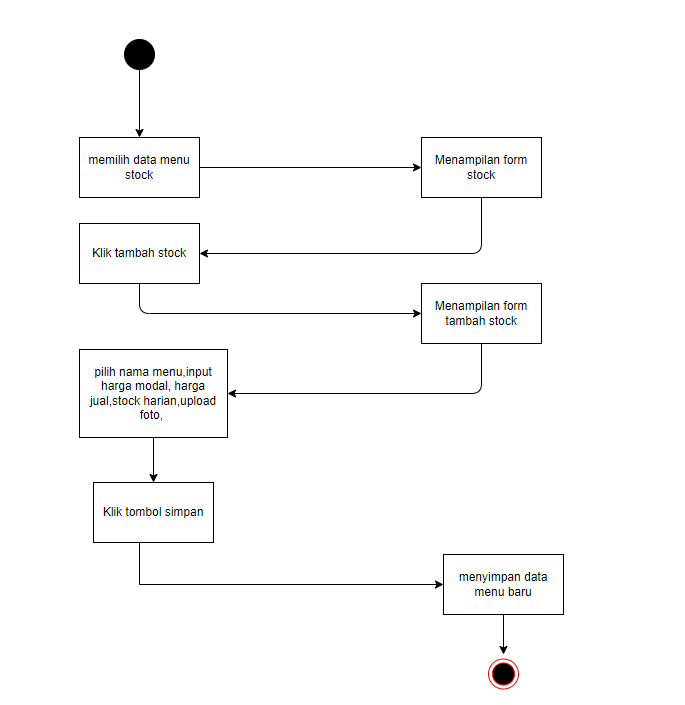 memilih data menu
stock
Menampilan form
stock
Klik tambah stock
Menampilan form
tambah stock
pilih nama menu,input
harga modal, harga
jual,stock harian,upload
foto,
Klik tombol simpan
menyimpan data
menu baru